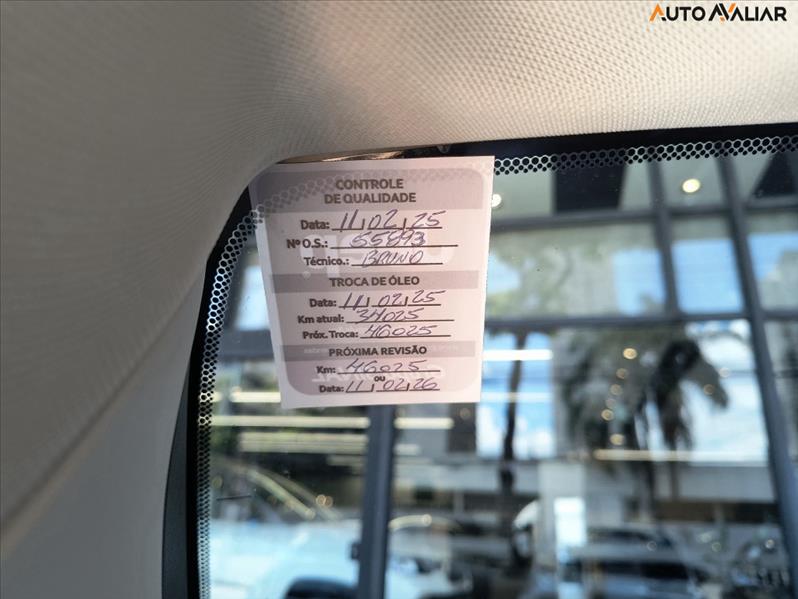 AUTO AVALIAR
CONTROLE
DE QUALIDADE
Data: 11, 02, 25
Nº O.S.: 55893
Técnico.: BRUNO
TROCA DE ÓLEO
Data: 11, 02, 25
Km atual: 34025
Próx. Troca: 46025
PRÓXIMA REVISÃO
Km: 46025
ou
Data: 11, 02, 26